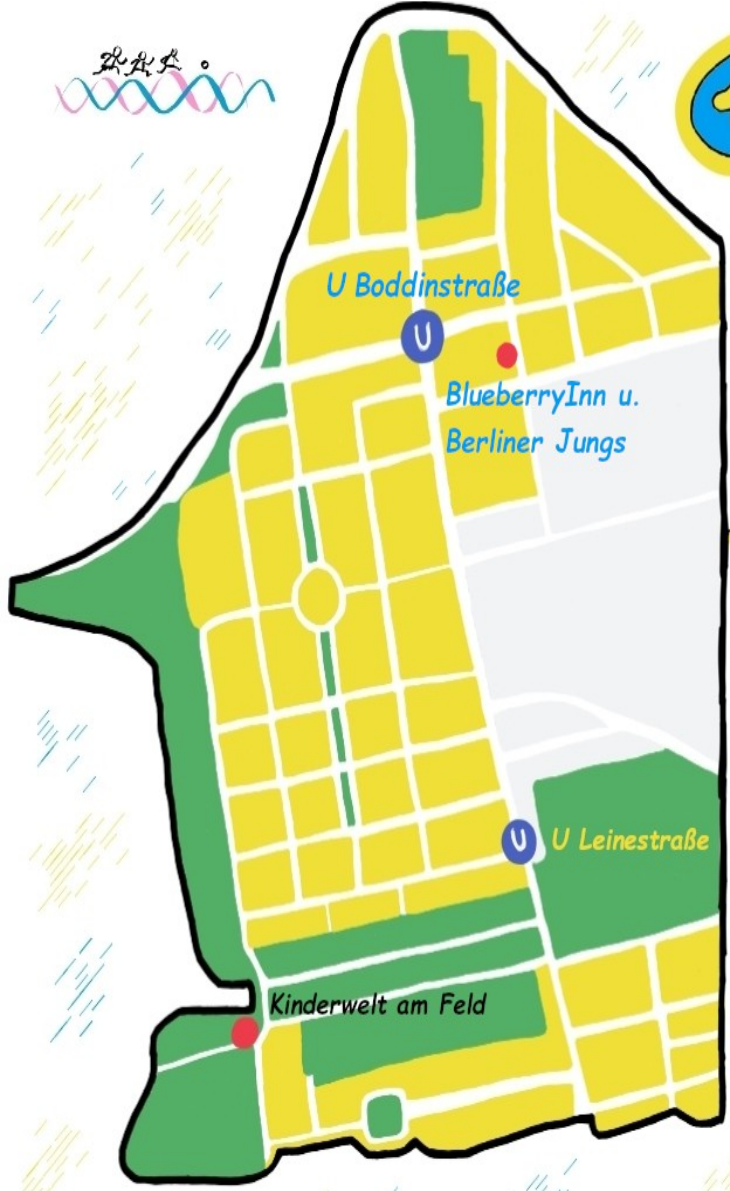 U Boddinstraße
U
BlueberryInn u.
Berliner Jungs
U
U Leinestraße
Kinderwelt am Feld